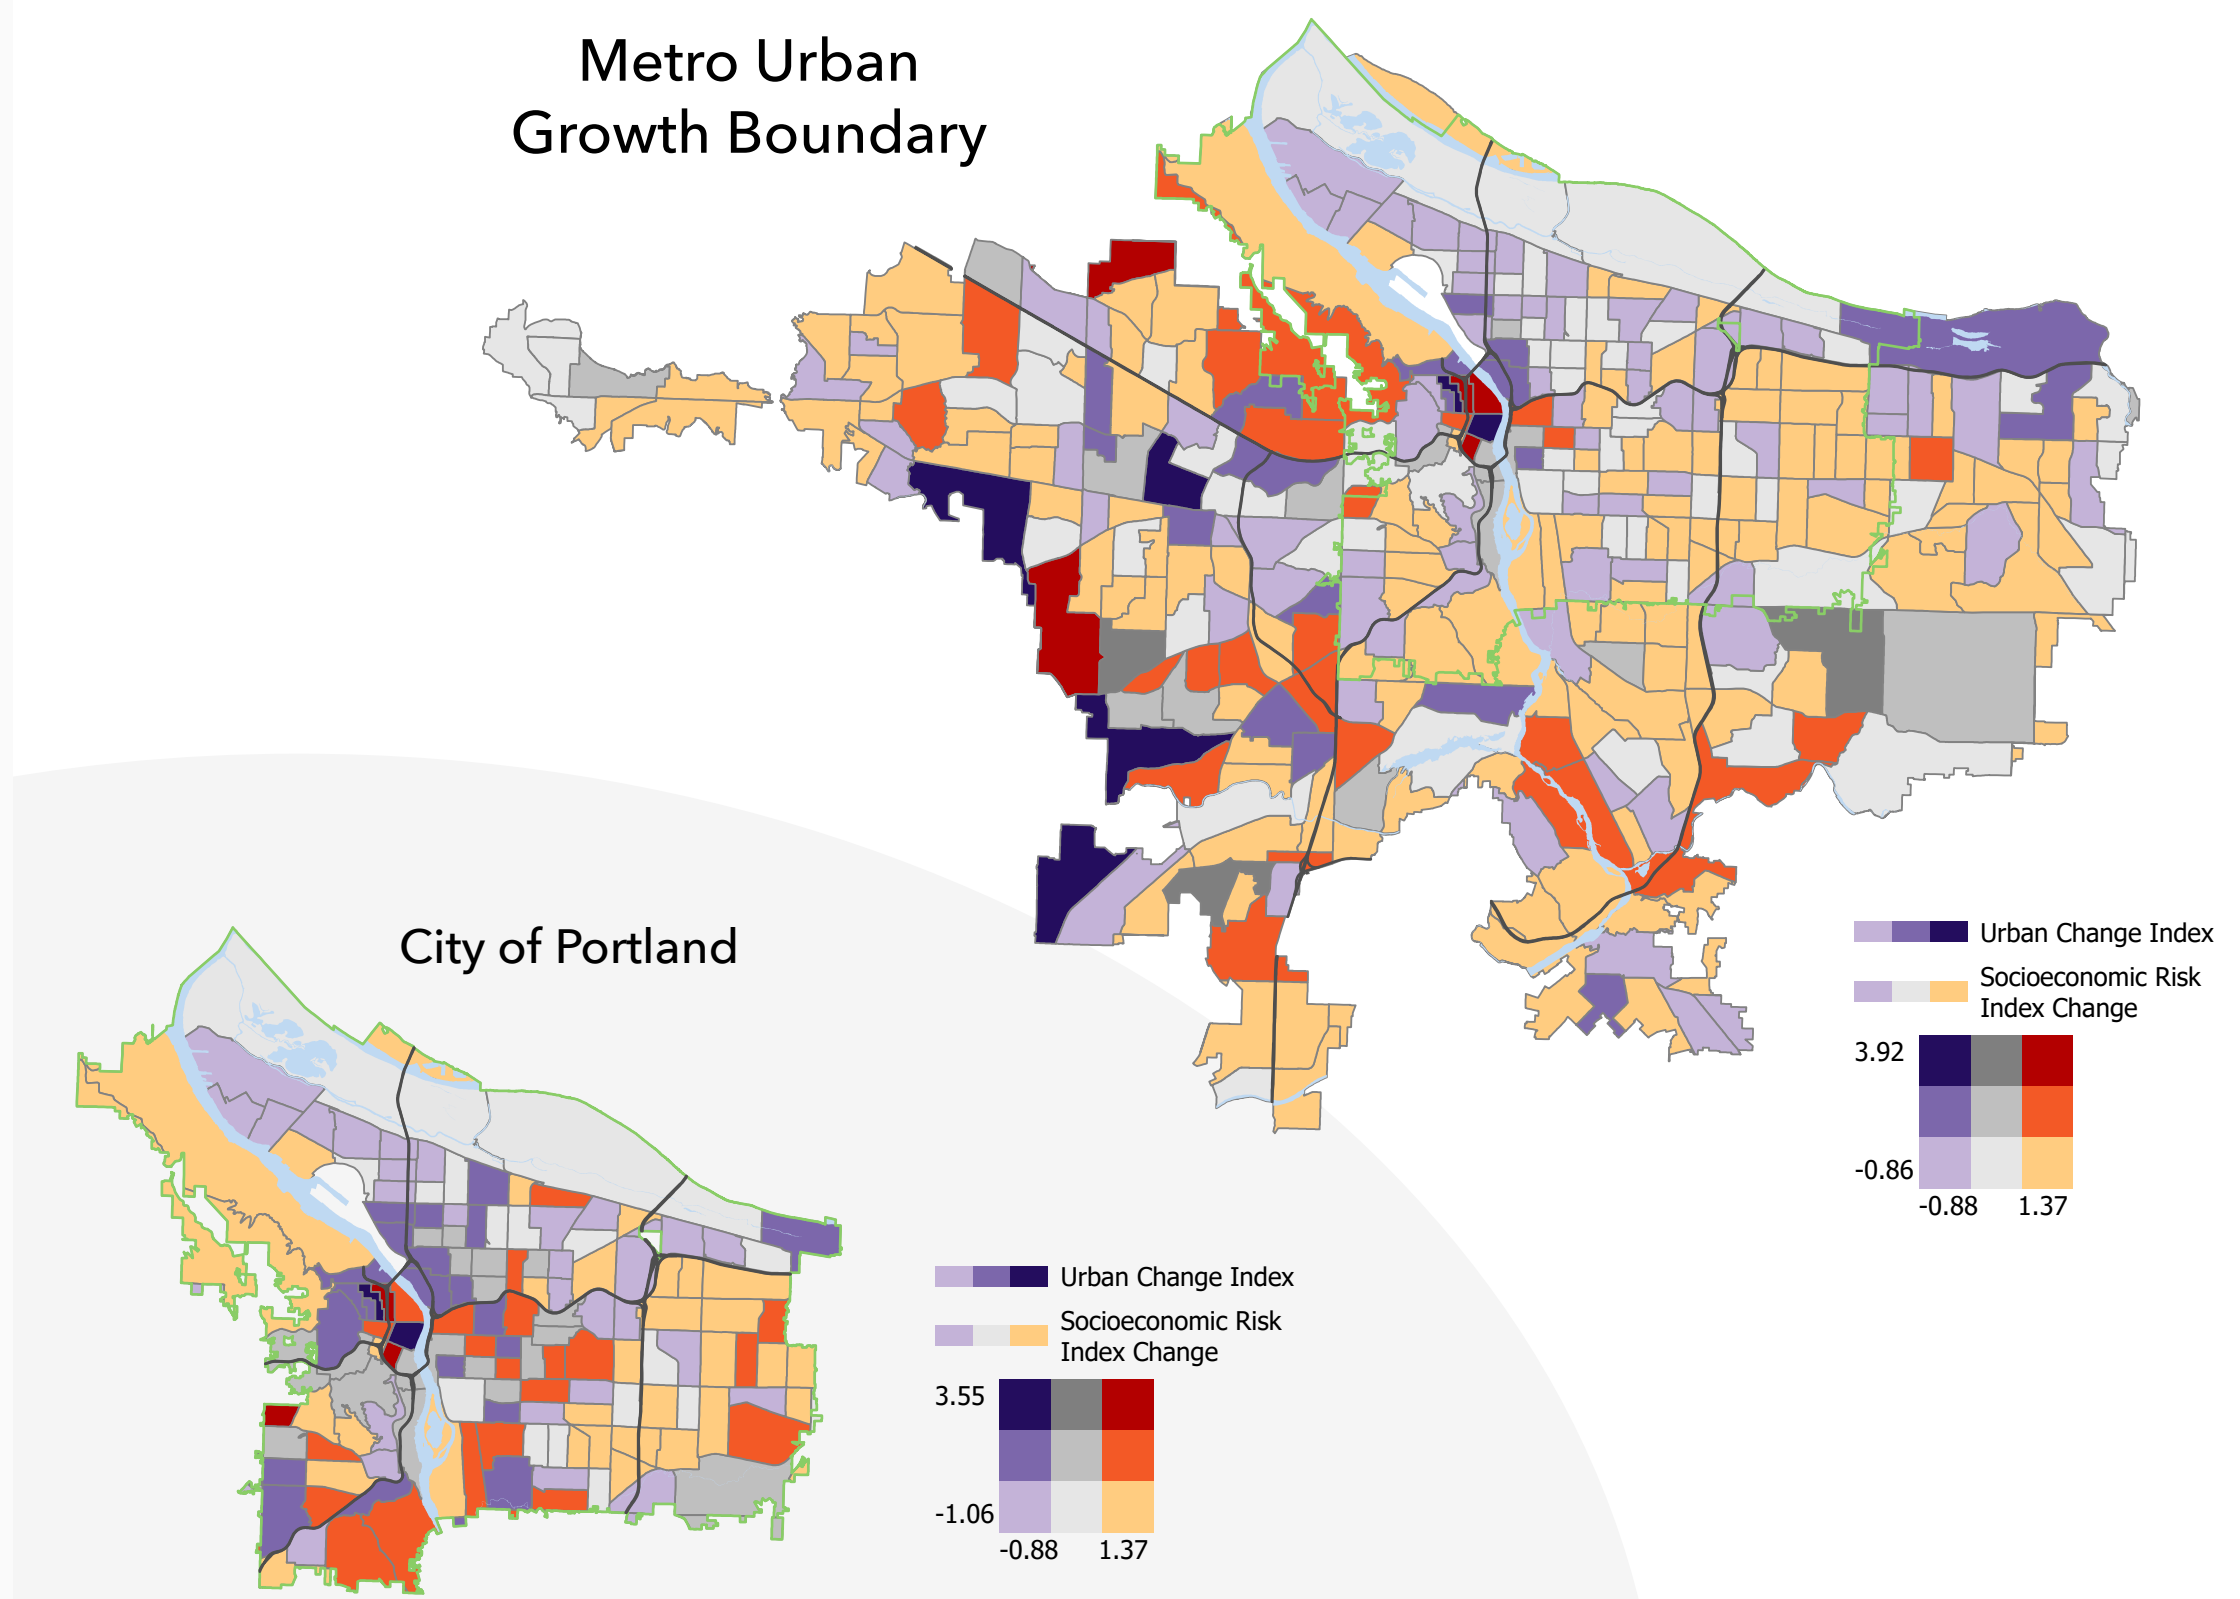 Metro Urban
Growth Boundary
Urban Change Index
Socioeconomic Risk
Index Change
3.92
-0.86
-0.88 1.37
City of Portland
Urban Change Index
Socioeconomic Risk
Index Change
3.55
-1.06
-0.88 1.37